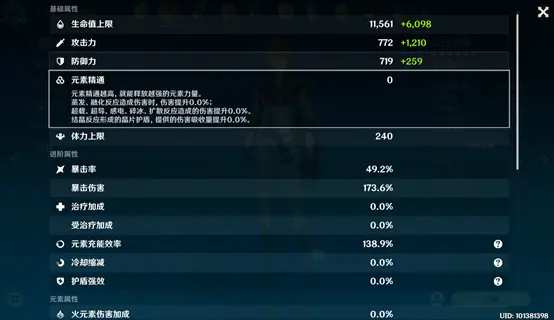 基础属性
生命值上限 11,561 +6,098
攻击力 772 +1,210
防御力 719 +259
元素精通 0
元素精通越高，就能释放越强的元素力量。
蒸发、融化反应造成伤害时，伤害提升0.0%；
超载、超导、感电、碎冰、扩散反应造成的伤害提升0.0%。
结晶反应形成的晶片护盾，提供的伤害吸收量提升0.0%。
体力上限 240
进阶属性
暴击率 49.2%
暴击伤害 173.6%
治疗加成 0.0%
受治疗加成 0.0%
元素充能效率 138.9%
冷却缩减 0.0%
护盾强效 0.0%
元素属性
火元素伤害加成 0.0%
UID: 101381398